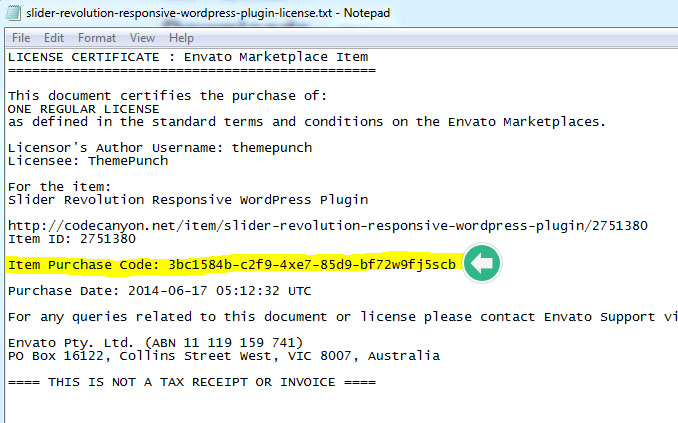 slider-revolution-responsive-wordpress-plugin-license.txt - Notepad
File Edit Format View Help
LICENSE CERTIFICATE : Envato Marketplace Item
==============================================
This document certifies the purchase of:
ONE REGULAR LICENSE
as defined in the standard terms and conditions on the Envato Marketplaces.
Licensor's Author Username: themepunch
Licensee: ThemePunch
For the item:
Slider Revolution Responsive WordPress Plugin
http://codecanyon.net/item/slider-revolution-responsive-wordpress-plugin/2751380
Item ID: 2751380
Item Purchase Code: 3bc1584b-c2f9-4xe7-85d9-bf72w9fj5scb
Purchase Date: 2014-06-17 05:12:32 UTC
For any queries related to this document or license please contact Envato Support vi
Envato Pty. Ltd. (ABN 11 119 159 741)
PO Box 16122, Collins Street West, VIC 8007, Australia
==== THIS IS NOT A TAX RECEIPT OR INVOICE ====